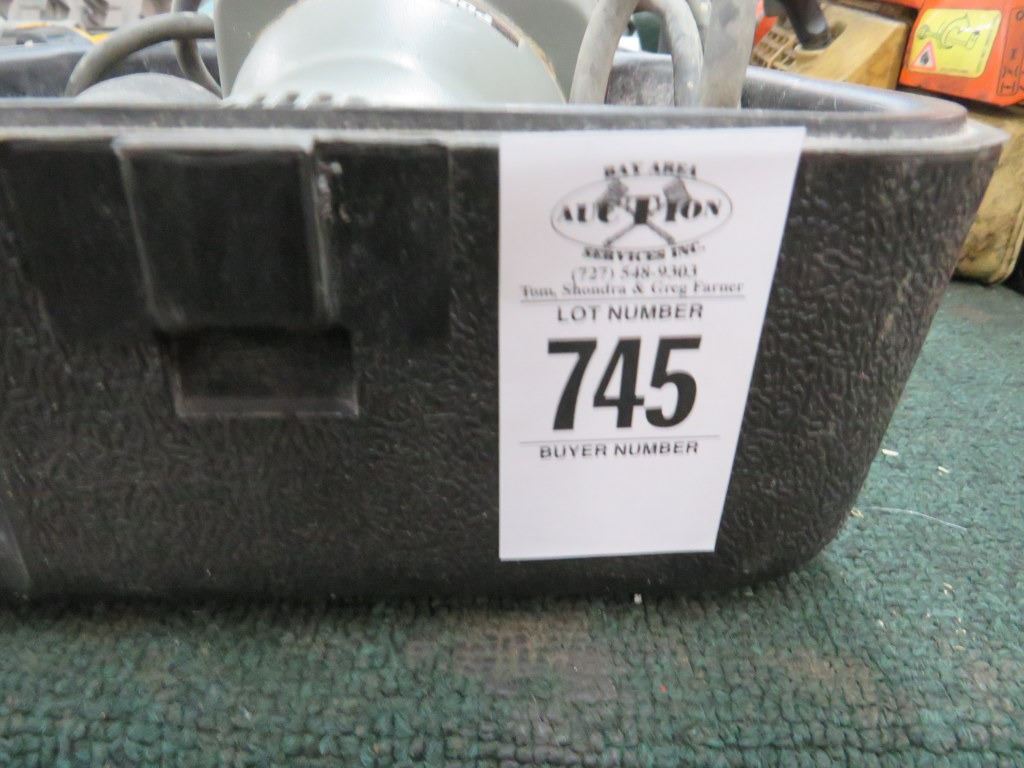 BAY AREA
AUCTION
SERVICES INC.
(727) 548-9303
Tom, Shondra & Greg Farner
LOT NUMBER
745
BUYER NUMBER